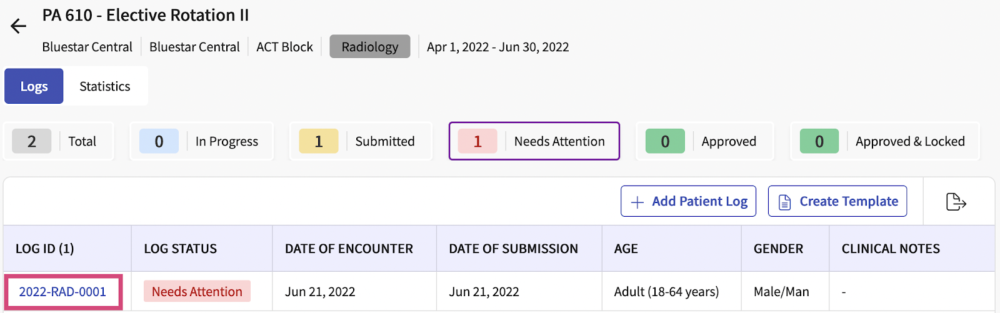 PA 610 - Elective Rotation II
Bluestar Central Bluestar Central ACT Block Radiology Apr 1, 2022 - Jun 30, 2022
Logs Statistics
2 Total 0 In Progress 1 Submitted 1 Needs Attention 0 Approved 0 Approved & Locked
Add Patient Log Create Template
LOG ID (1) LOG STATUS DATE OF ENCOUNTER DATE OF SUBMISSION AGE GENDER CLINICAL NOTES
2022-RAD-0001 Needs Attention Jun 21, 2022 Jun 21, 2022 Adult (18-64 years) Male/Man -